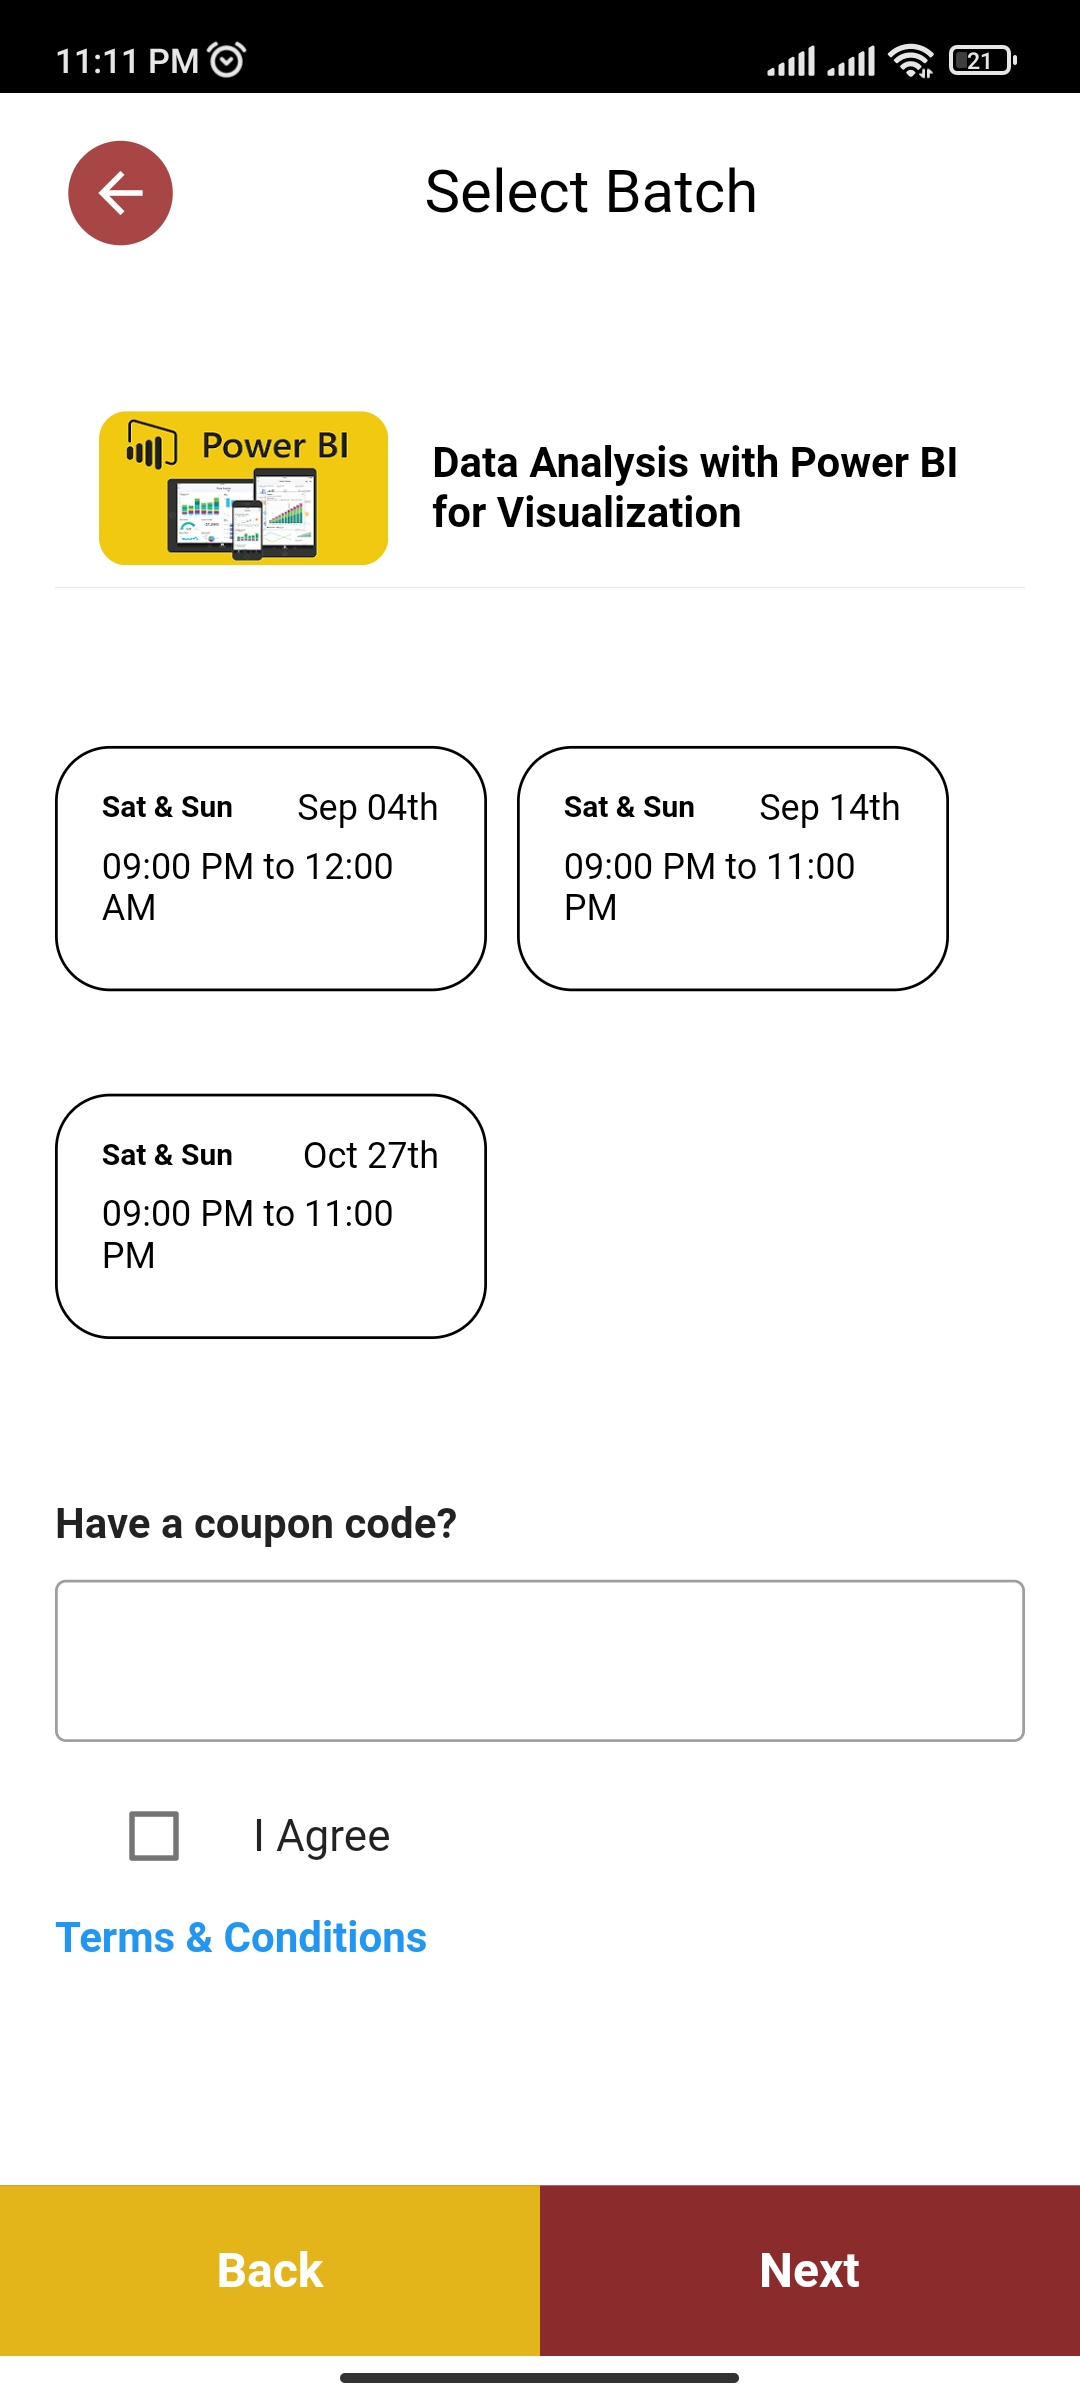 11:11 PM
21
Select Batch
Power BI
Data Analysis with Power BI
for Visualization
Sat & Sun Sep 04th
09:00 PM to 12:00
AM
Sat & Sun Sep 14th
09:00 PM to 11:00
PM
Sat & Sun Oct 27th
09:00 PM to 11:00
PM
Have a coupon code?
I Agree
Terms & Conditions
Back
Next